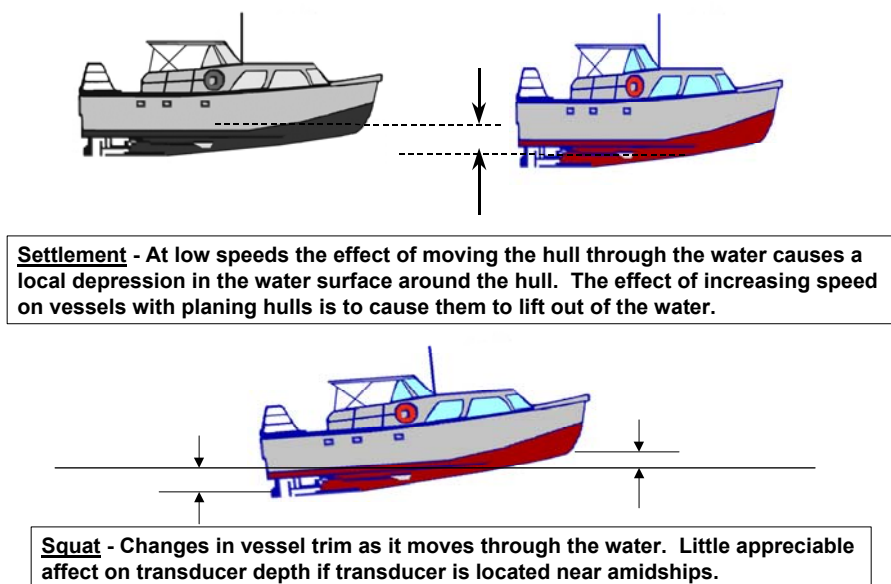 Settlement - At low speeds the effect of moving the hull through the water causes a
local depression in the water surface around the hull.  The effect of increasing speed
on vessels with planing hulls is to cause them to lift out of the water.
Squat - Changes in vessel trim as it moves through the water.  Little appreciable
affect on transducer depth if transducer is located near amidships.